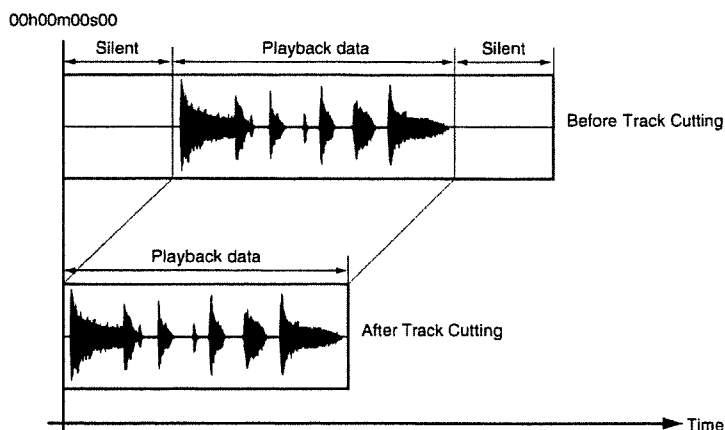 00h00m00s00
Silent Playback data Silent
Before Track Cutting
Playback data
After Track Cutting
Time